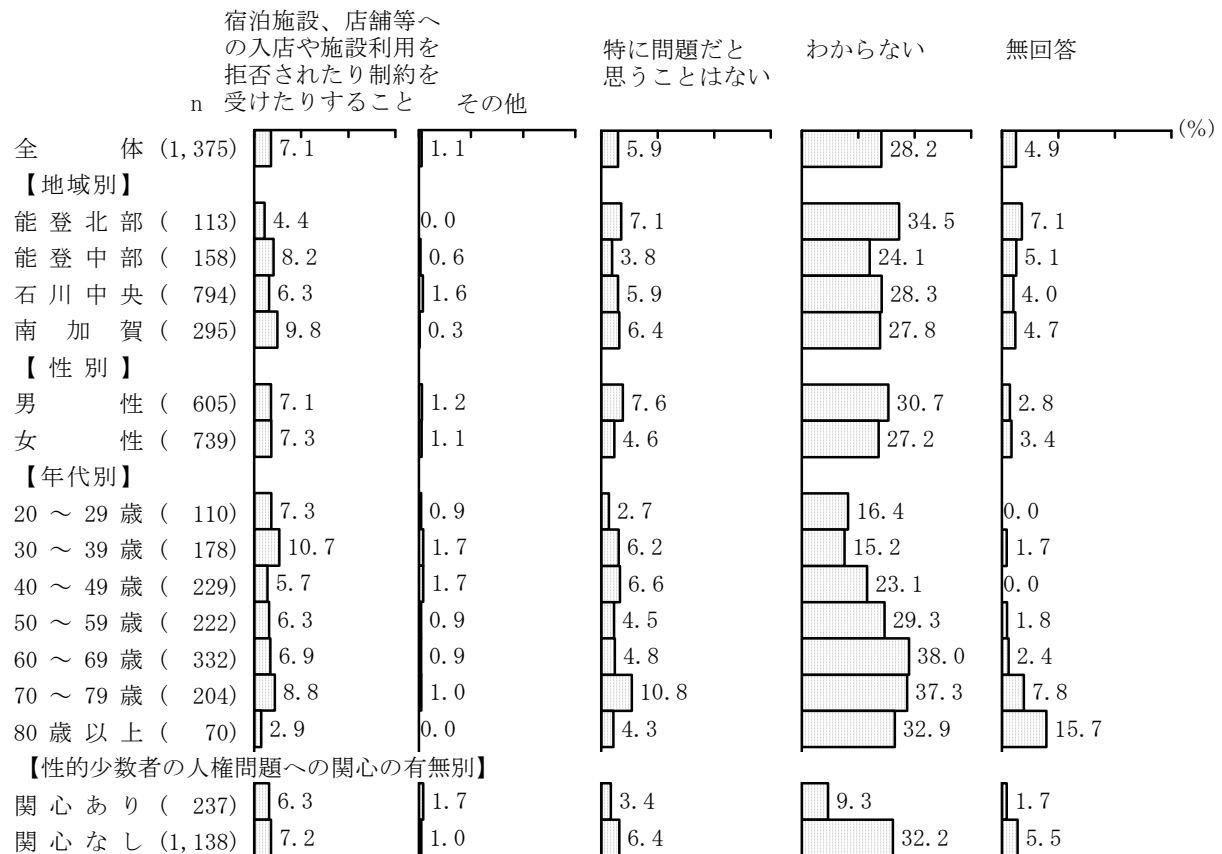 宿泊施設、店舗等への入店や施設利用を拒否されたり制約を受けたりすること
その他
特に問題だと思うことはない
わからない
無回答
n
(%)
全　体 (1,375) 7.1 1.1 5.9 28.2 4.9
【地域別】
能登北部 ( 113) 4.4 0.0 7.1 34.5 7.1
能登中部 ( 158) 8.2 0.6 3.8 24.1 5.1
石川中央 ( 794) 6.3 1.6 5.9 28.3 4.0
南加賀 ( 295) 9.8 0.3 6.4 27.8 4.7
【性別】
男　性 ( 605) 7.1 1.2 7.6 30.7 2.8
女　性 ( 739) 7.3 1.1 4.6 27.2 3.4
【年代別】
20～29歳 ( 110) 7.3 0.9 2.7 16.4 0.0
30～39歳 ( 178) 10.7 1.7 6.2 15.2 1.7
40～49歳 ( 229) 5.7 1.7 6.6 23.1 0.0
50～59歳 ( 222) 6.3 0.9 4.5 29.3 1.8
60～69歳 ( 332) 6.9 0.9 4.8 38.0 2.4
70～79歳 ( 204) 8.8 1.0 10.8 37.3 7.8
80歳以上 ( 70) 2.9 0.0 4.3 32.9 15.7
【性的少数者の人権問題への関心の有無別】
関心あり ( 237) 6.3 1.7 3.4 9.3 1.7
関心なし (1,138) 7.2 1.0 6.4 32.2 5.5